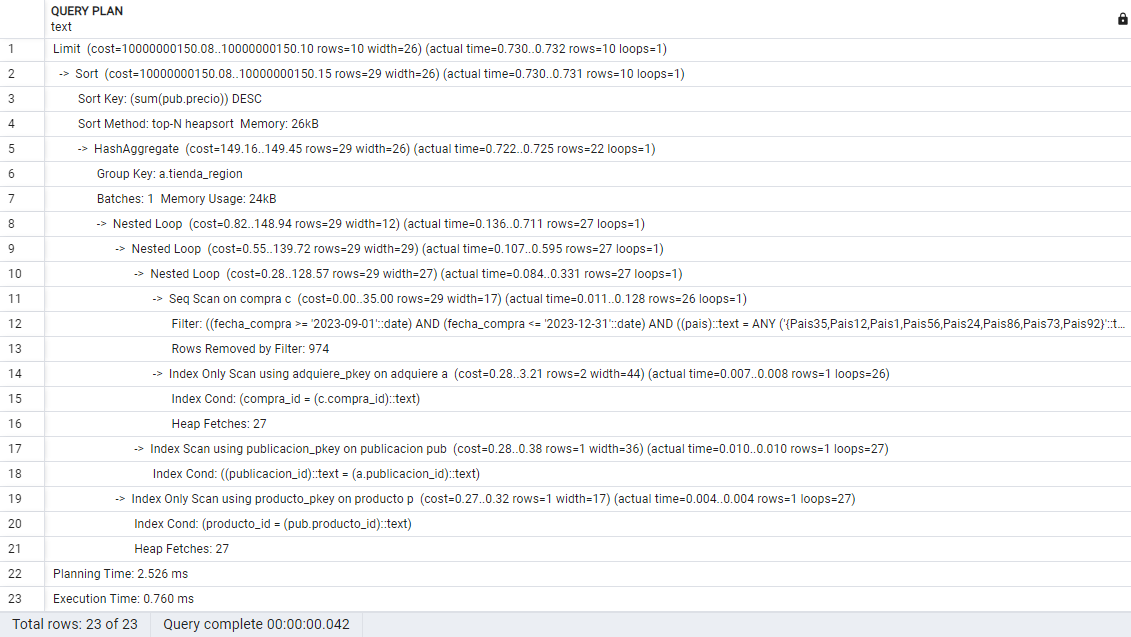 QUERY PLAN
text
1 Limit (cost=10000000150.08..10000000150.10 rows=10 width=26) (actual time=0.730..0.732 rows=10 loops=1)
2 -> Sort (cost=10000000150.08..10000000150.15 rows=29 width=26) (actual time=0.730..0.731 rows=10 loops=1)
3 Sort Key: (sum(pub.precio)) DESC
4 Sort Method: top-N heapsort Memory: 26kB
5 -> HashAggregate (cost=149.16..149.45 rows=29 width=26) (actual time=0.722..0.725 rows=22 loops=1)
6 Group Key: a.tienda_region
7 Batches: 1 Memory Usage: 24kB
8 -> Nested Loop (cost=0.82..148.94 rows=29 width=12) (actual time=0.136..0.711 rows=27 loops=1)
9 -> Nested Loop (cost=0.55..139.72 rows=29 width=29) (actual time=0.107..0.595 rows=27 loops=1)
10 -> Nested Loop (cost=0.28..128.57 rows=29 width=27) (actual time=0.084..0.331 rows=27 loops=1)
11 -> Seq Scan on compra c (cost=0.00..35.00 rows=29 width=17) (actual time=0.011..0.128 rows=26 loops=1)
12 Filter: ((fecha_compra >= '2023-09-01'::date) AND (fecha_compra <= '2023-12-31'::date) AND ((pais)::text = ANY ('{Pais35,Pais12,Pais1,Pais56,Pais24,Pais86,Pais73,Pais92}'::t...
13 Rows Removed by Filter: 974
14 -> Index Only Scan using adquiere_pkey on adquiere a (cost=0.28..3.21 rows=2 width=44) (actual time=0.007..0.008 rows=1 loops=26)
15 Index Cond: (compra_id = (c.compra_id)::text)
16 Heap Fetches: 27
17 -> Index Scan using publicacion_pkey on publicacion pub (cost=0.28..0.38 rows=1 width=36) (actual time=0.010..0.010 rows=1 loops=27)
18 Index Cond: ((publicacion_id)::text = (a.publicacion_id)::text)
19 -> Index Only Scan using producto_pkey on producto p (cost=0.27..0.32 rows=1 width=17) (actual time=0.004..0.004 rows=1 loops=27)
20 Index Cond: (producto_id = (pub.producto_id)::text)
21 Heap Fetches: 27
22 Planning Time: 2.526 ms
23 Execution Time: 0.760 ms
Total rows: 23 of 23 Query complete 00:00:00.042